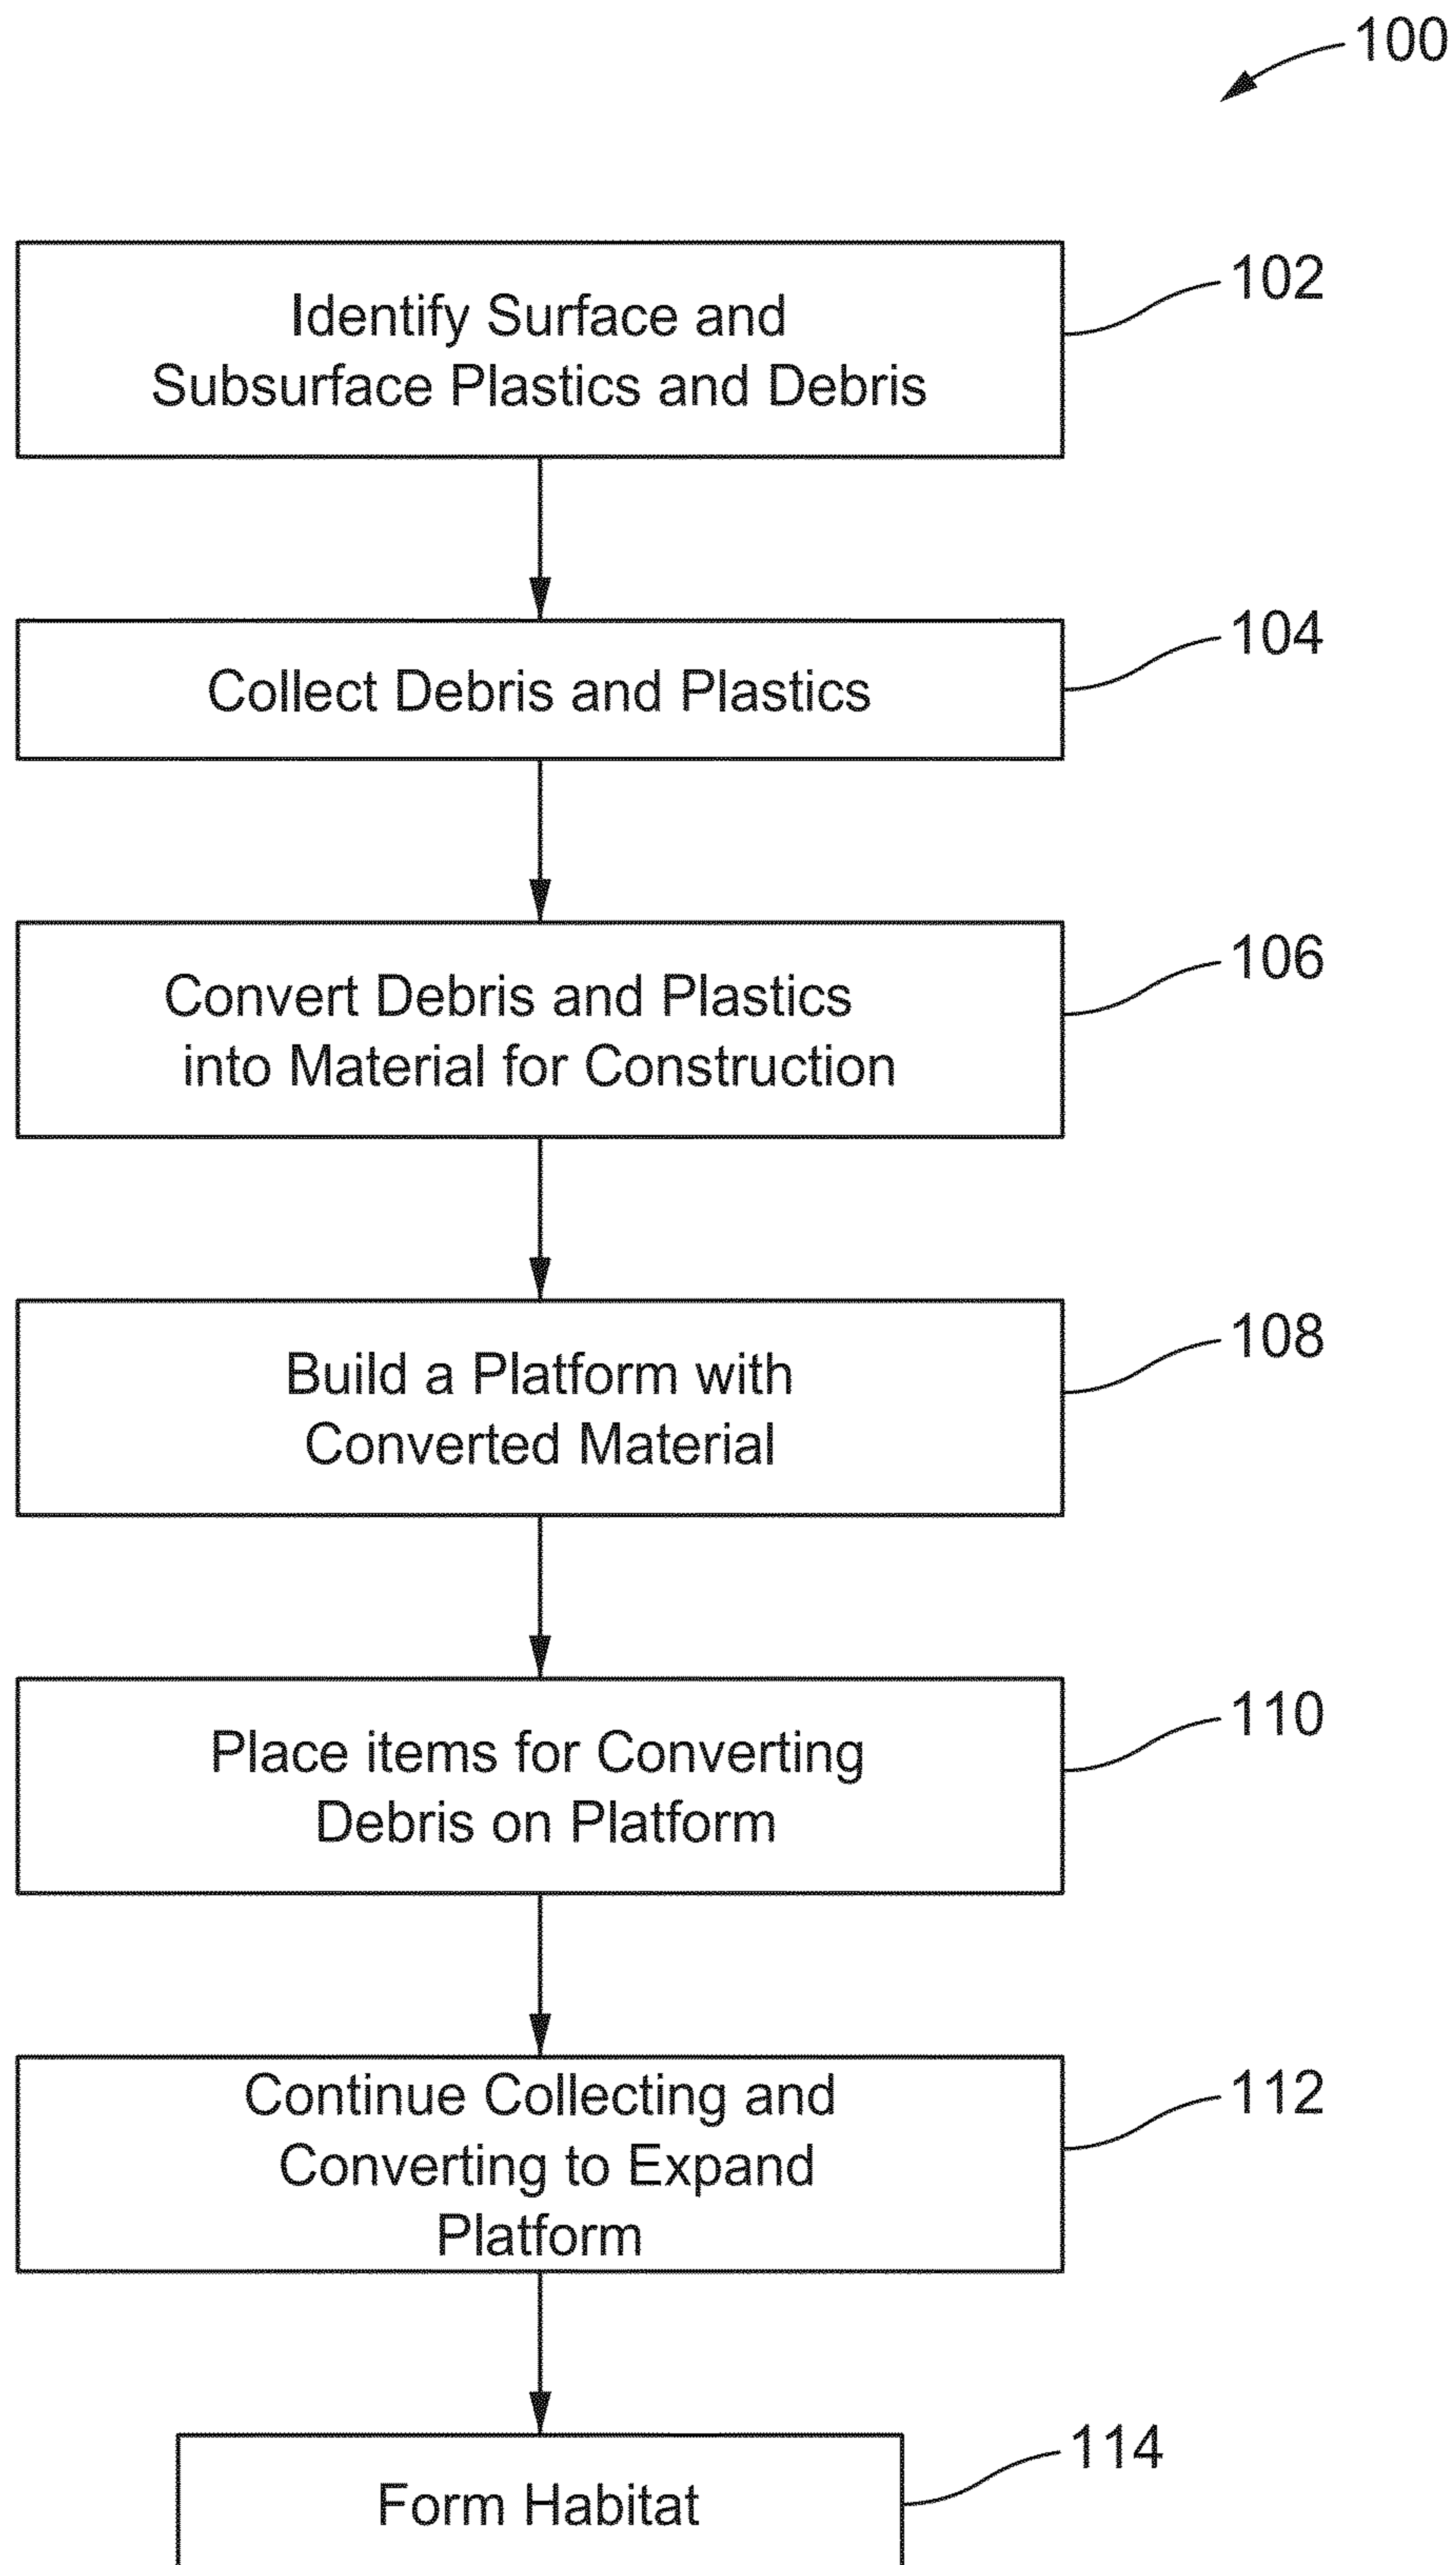 100
Identify Surface and
Subsurface Plastics and Debris
102
Collect Debris and Plastics
104
Convert Debris and Plastics
into Material for Construction
106
Build a Platform with
Converted Material
108
Place items for Converting
Debris on Platform
110
Continue Collecting and
Converting to Expand
Platform
112
Form Habitat
114